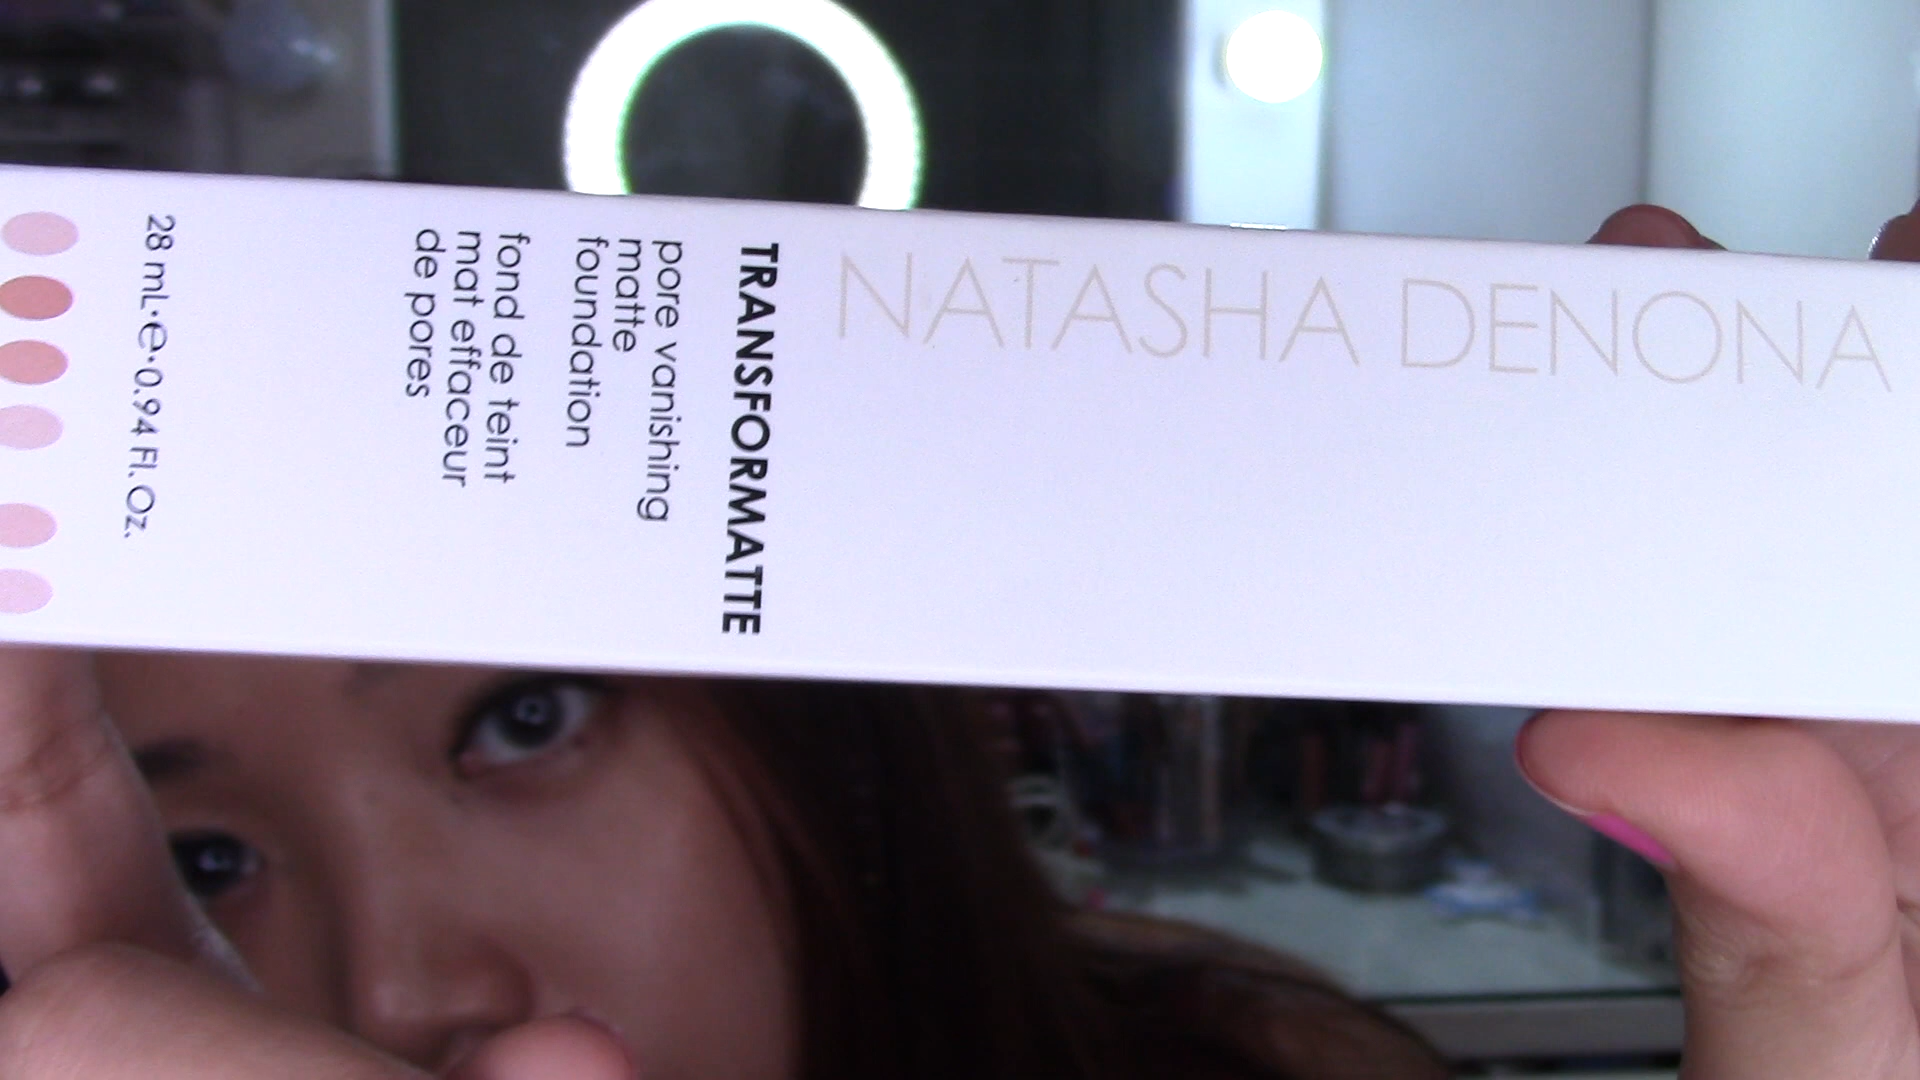 NATASHA DENONA
TRANSFORMATTE
pore vanishing
matte
foundation
fond de teint
mat effaceur
de pores
28 mL·e·0.94 Fl. Oz.